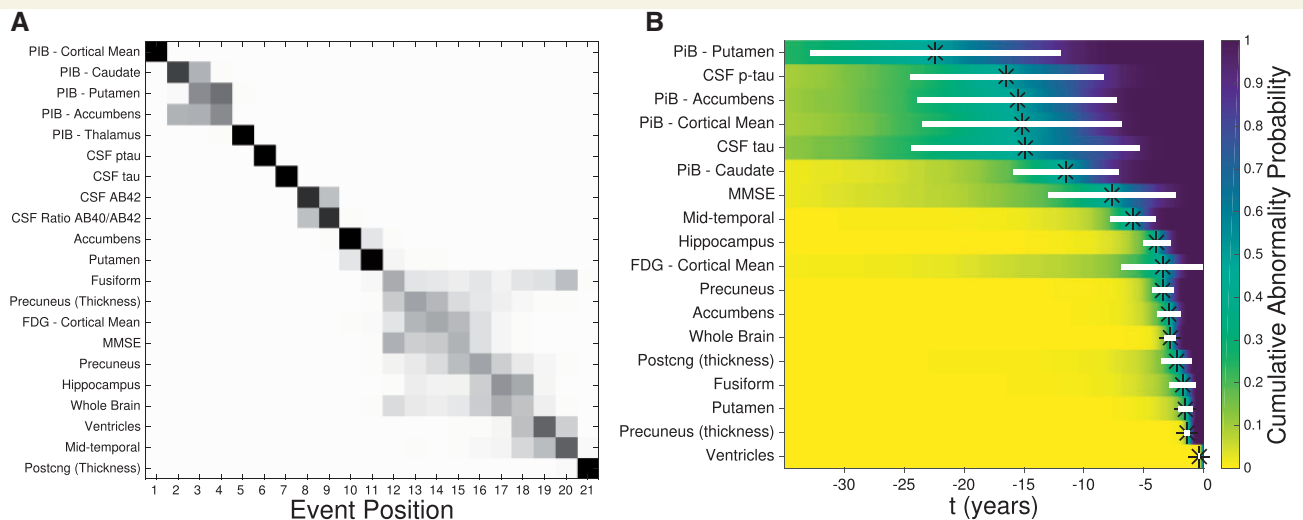 A
PIB - Cortical Mean
PIB - Caudate
PIB - Putamen
PIB - Accumbens
PIB - Thalamus
CSF ptau
CSF tau
CSF AB42
CSF Ratio AB40/AB42
Accumbens
Putamen
Fusiform
Precuneus (Thickness)
FDG - Cortical Mean
MMSE
Precuneus
Hippocampus
Whole Brain
Ventricles
Mid-temporal
Postcng (Thickness)
1 2 3 4 5 6 7 8 9 10 11 12 13 14 15 16 17 18 19 20 21
Event Position
B
PiB - Putamen
CSF p-tau
PiB - Accumbens
PiB - Cortical Mean
CSF tau
PiB - Caudate
MMSE
Mid-temporal
Hippocampus
FDG - Cortical Mean
Precuneus
Accumbens
Whole Brain
Postcng (thickness)
Fusiform
Putamen
Precuneus (thickness)
Ventricles
-30 -25 -20 -15 -10 -5 0
t (years)
1
0.9
0.8
0.7
0.6
0.5
0.4
0.3
0.2
0.1
0
Cumulative Abnormality Probability